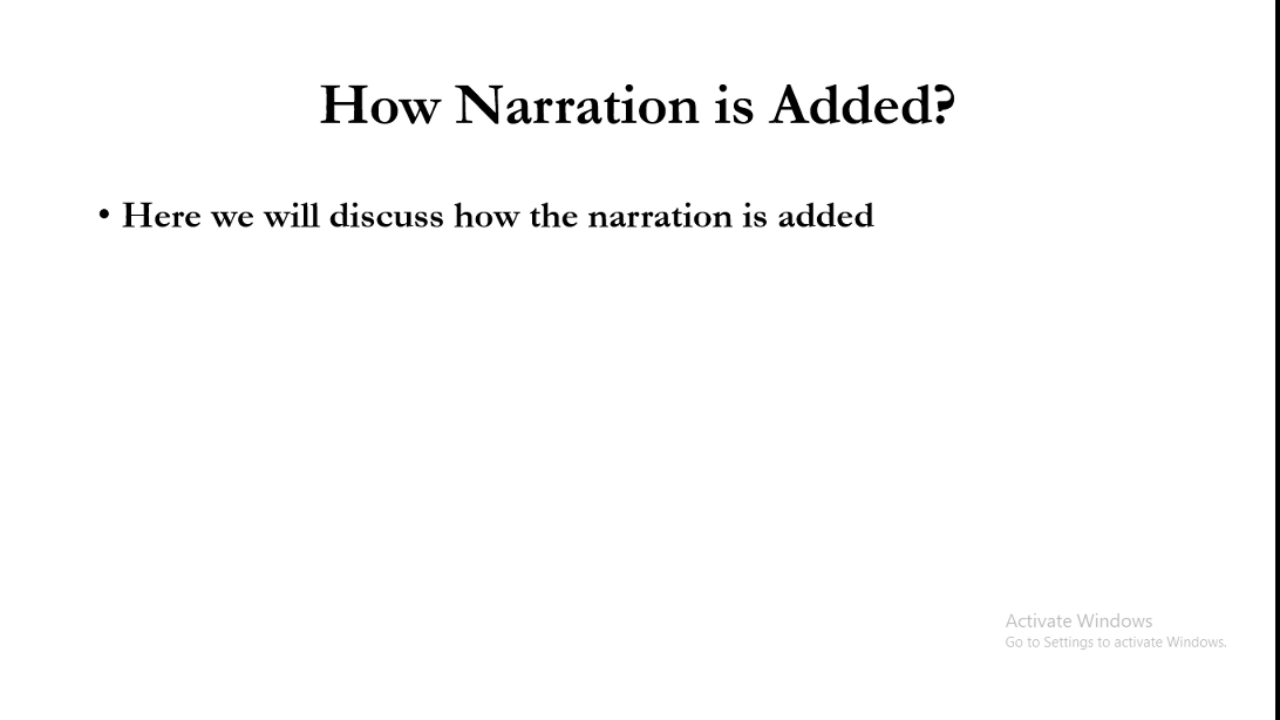 How Narration is Added?
• Here we will discuss how the narration is added
Activate Windows
Go to Settings to activate Windows.